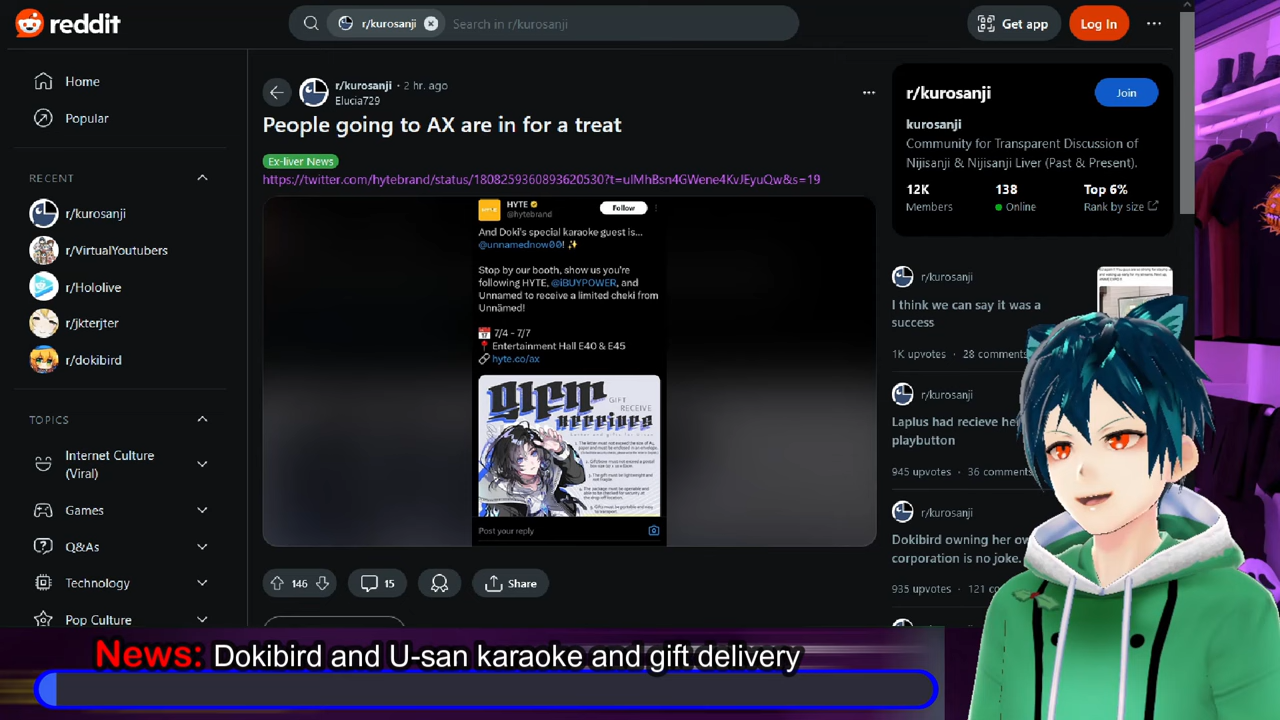 reddit
r/kurosanji
Search in r/kurosanji
Get app
Log In
Home
Popular
RECENT
r/kurosanji
r/VirtualYoutubers
r/Hololive
r/jkterjter
r/dokibird
TOPICS
Internet Culture
(Viral)
Games
Q&As
Technology
Pop Culture
r/kurosanji • 2 hr. ago
Elucia729
People going to AX are in for a treat
Ex-liver News
https://twitter.com/hytebrand/status/1808259360893620530?t=ulMhBsn4GWene4KvJEyuQw&s=19
HYTE
@hytebrand
Follow
And Doki's special karaoke guest is...
@unnamednow00! ✨
Stop by our booth, show us you're
following HYTE, @iBUYPOWER, and
Unnämed to receive a limited cheki from
Unnämed!
7/4 - 7/7
Entertainment Hall E40 & E45
hyte.co/ax
GIFT
RECEIVE
Post your reply
146
15
Share
r/kurosanji
Join
kurosanji
Community for Transparent Discussion of
Nijisanji & Nijisanji Liver (Past & Present).
12K
Members
138
Online
Top 6%
Rank by size
r/kurosanji
I think we can say it was a
success
1K upvotes · 28 comments
r/kurosanji
Laplus had recieve he
playbutton
945 upvotes · 36 comments
r/kurosanji
Dokibird owning her ow
corporation is no joke.
935 upvotes · 121 co
News: Dokibird and U-san karaoke and gift delivery